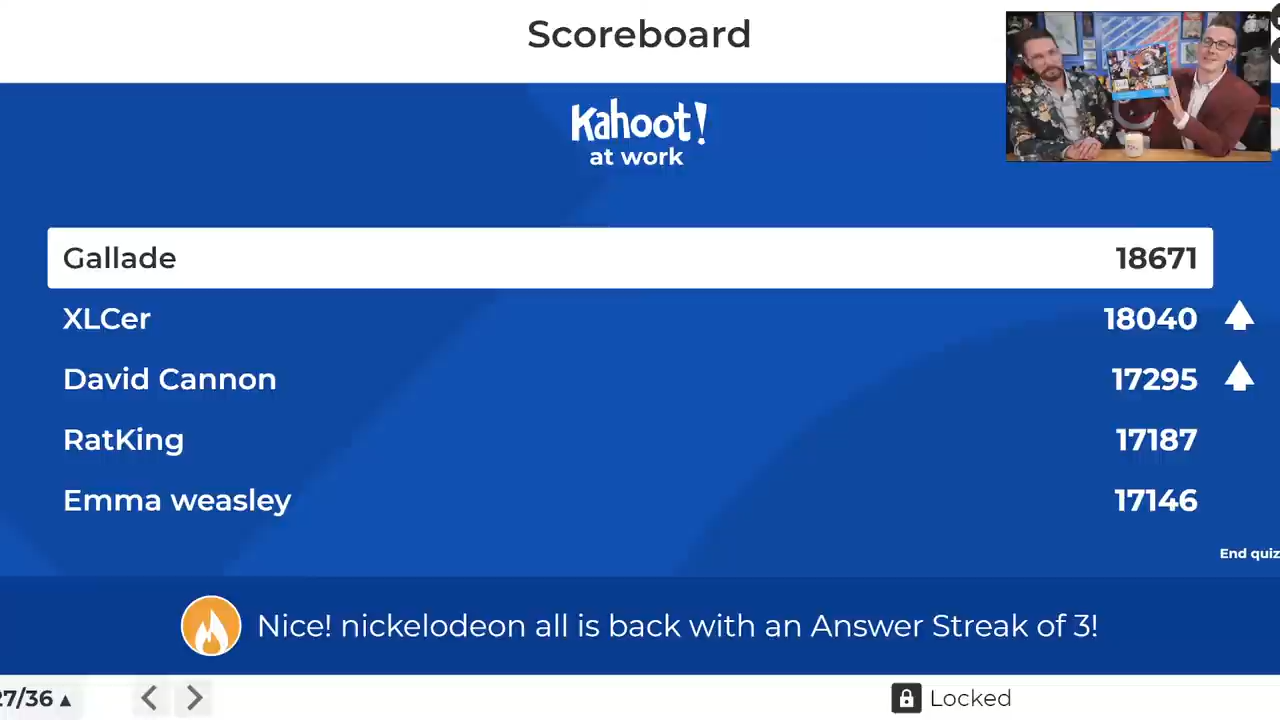 Scoreboard
Kahoot!
at work
Gallade 18671
XLCer 18040
David Cannon 17295
RatKing 17187
Emma weasley 17146
End quiz
Nice! nickelodeon all is back with an Answer Streak of 3!
27/36
Locked